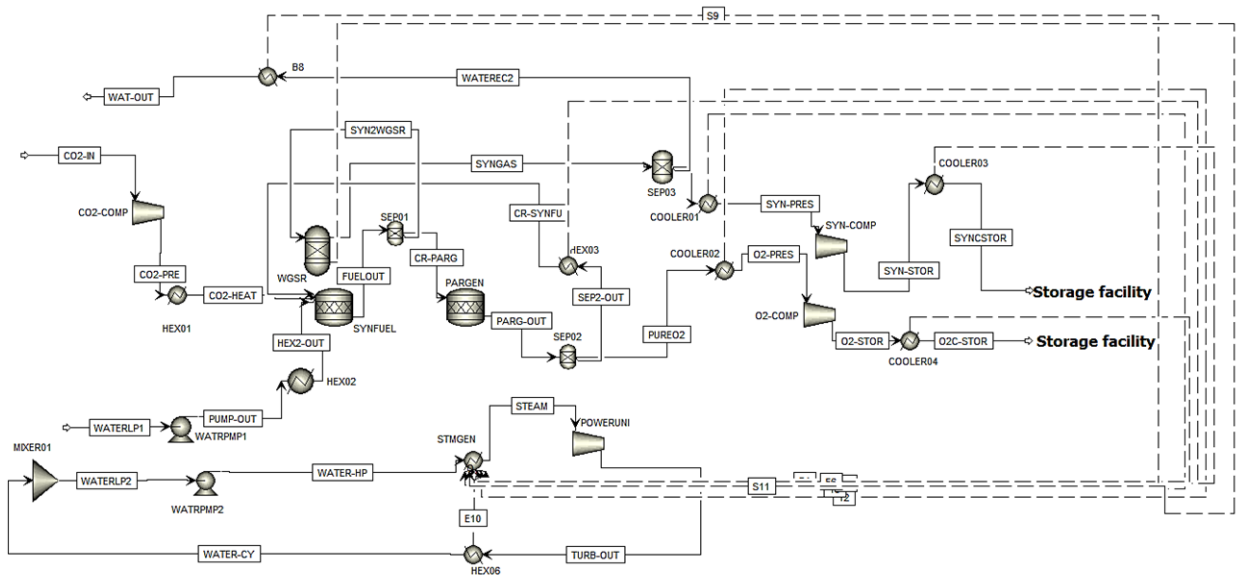 S9
B8
WATEREC2
WAT-OUT
SYN2WGSR
CO2-IN
SYNGAS
COOLER03
SEP03
CO2-COMP
CR-SYNFU
SEP01
COOLER01
SYN-PRES
SYN-COMP
SYNCSTOR
WGSR
CR-PARG
COOLER02
O2-PRES
CO2-PRE
FUELOUT
PARGEN
SEP2-OUT
SYN-STOR
CO2-HEAT
Storage facility
HEX01
SYNFUEL
PARG-OUT
O2-COMP
HEX2-OUT
SEP02
PUREO2
O2-STOR
O2C-STOR
Storage facility
COOLER04
HEX02
STEAM
PUMP-OUT
POWERUNI
WATERLP1
WATRPMP1
STMGEN
MIXER01
WATER-HP
WATERLP2
S11
WATRPMP2
E10
WATER-CY
TURB-OUT
HEX06